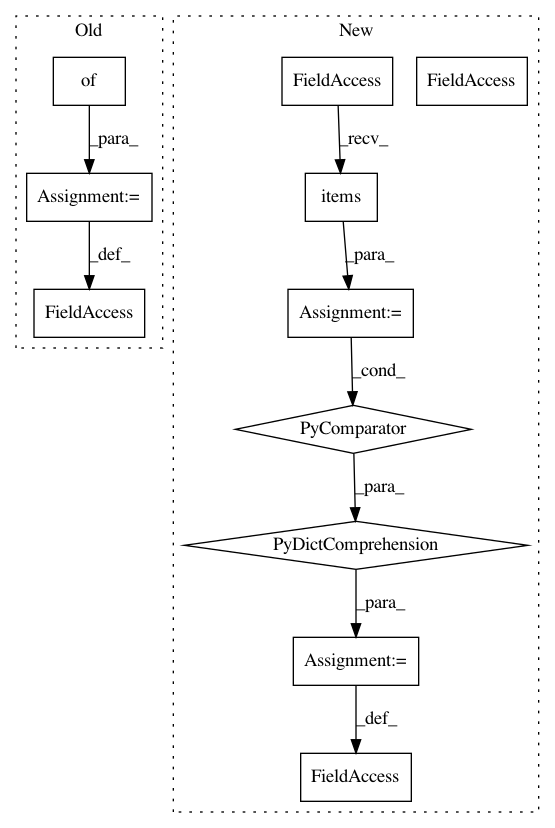 Old
New
of
FieldAccess
FieldAccess
_para_
_recv_
Assignment:=
items
_def_
_para_
FieldAccess
Assignment:=
_cond_
PyComparator
_para_
PyDictComprehension
_para_
Assignment:=
_def_
FieldAccess